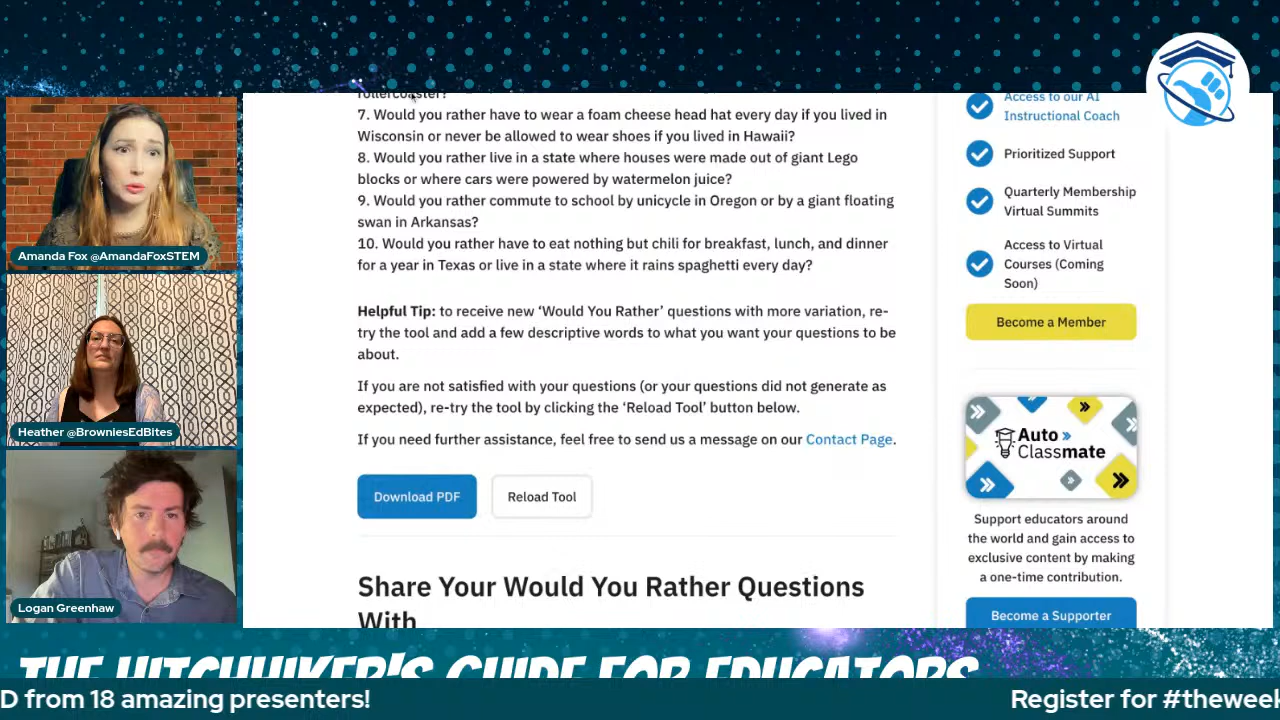 rollercoaster?
7. Would you rather have to wear a foam cheese head hat every day if you lived in
Wisconsin or never be allowed to wear shoes if you lived in Hawaii?
8. Would you rather live in a state where houses were made out of giant Lego
blocks or where cars were powered by watermelon juice?
9. Would you rather commute to school by unicycle in Oregon or by a giant floating
swan in Arkansas?
10. Would you rather have to eat nothing but chili for breakfast, lunch, and dinner
for a year in Texas or live in a state where it rains spaghetti every day?
Helpful Tip: to receive new ‘Would You Rather’ questions with more variation, re-
try the tool and add a few descriptive words to what you want your questions to be
about.
If you are not satisfied with your questions (or your questions did not generate as
expected), re-try the tool by clicking the ‘Reload Tool’ button below.
If you need further assistance, feel free to send us a message on our Contact Page.
Download PDF
Reload Tool
Share Your Would You Rather Questions
With
Access to our AI
Instructional Coach
Prioritized Support
Quarterly Membership
Virtual Summits
Access to Virtual
Courses (Coming
Soon)
Become a Member
Auto
Classmate
Support educators around
the world and gain access to
exclusive content by making
a one-time contribution.
Become a Supporter
Amanda Fox @AmandaFoxSTEM
Heather @BrowniesEdBites
Logan Greenhaw
THE HITCHHIKER'S GUIDE FOR EDUCATORS
D from 18 amazing presenters!
Register for #theweek